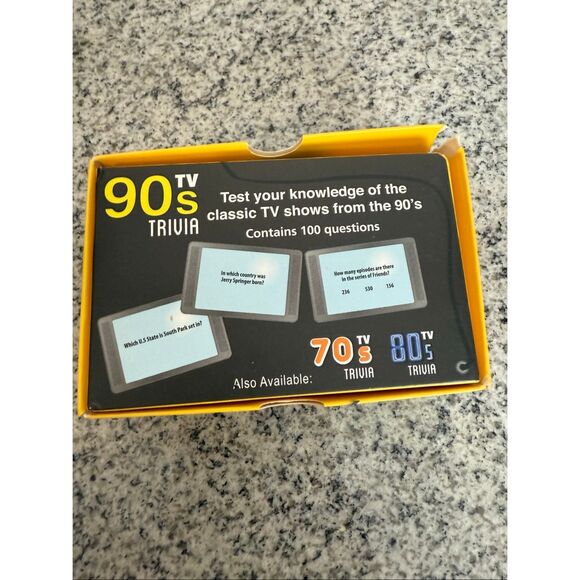 90s TV
TRIVIA
Test your knowledge of the
classic TV shows from the 90's
Contains 100 questions
In which country was
Jerry Springer born?
How many episodes are there
in the series of Friends?
236 530 156
Which U.S State is South Park set in?
Also Available:
70s TV
TRIVIA
80s TV
TRIVIA